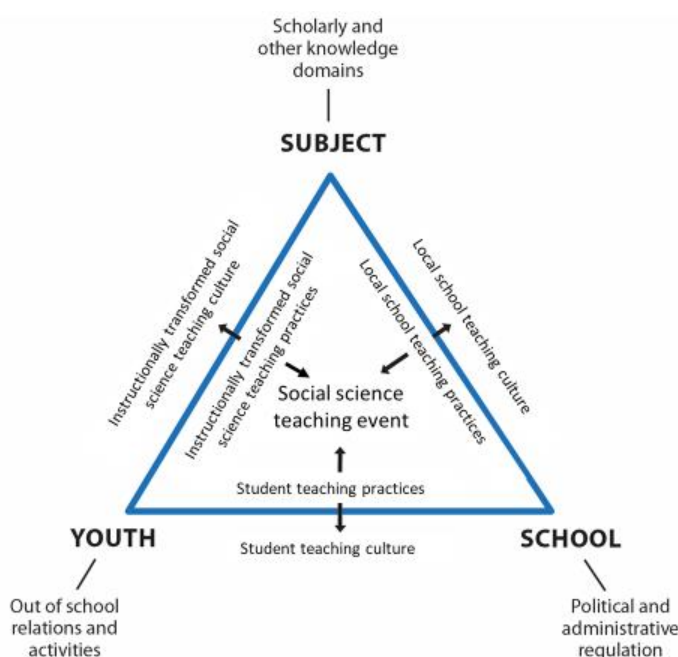 Scholarly and
other knowledge
domains
SUBJECT
Instructionally transformed social
science teaching culture
Instructionally transformed social
science teaching practices
Local school teaching practices
Local school teaching culture
Social science
teaching event
Student teaching practices
Student teaching culture
YOUTH
SCHOOL
Out of school
relations and
activities
Political and
administrative
regulation